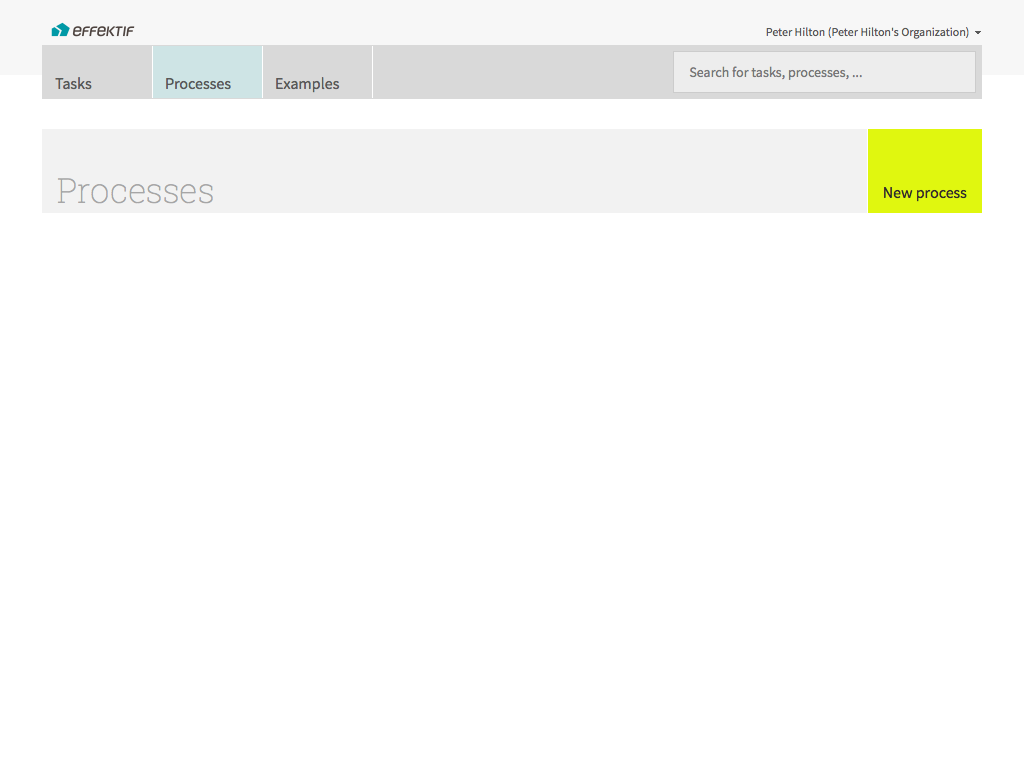 EFFEKTIF
Peter Hilton (Peter Hilton's Organization)
Tasks
Processes
Examples
Search for tasks, processes, ...
Processes
New process